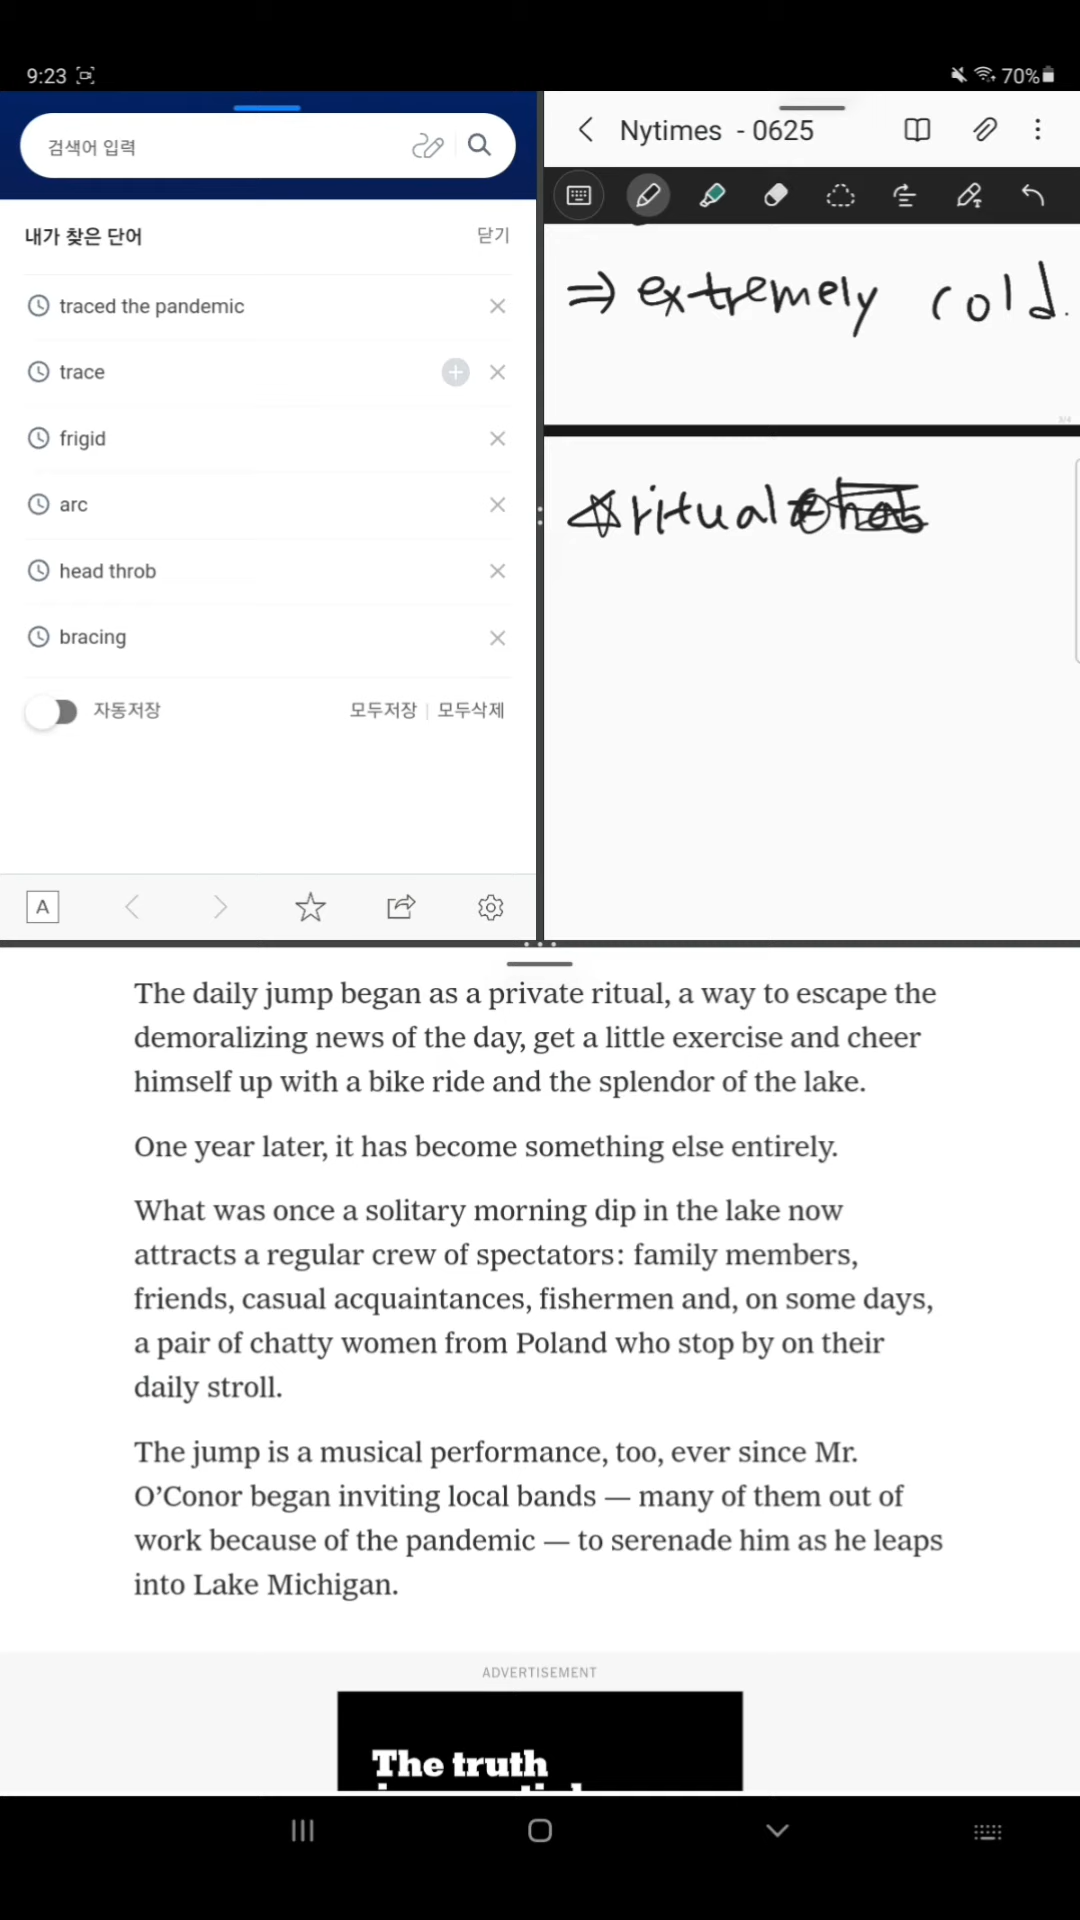 9:23
70%
검색어 입력
내가 찾은 단어
닫기
traced the pandemic
trace
frigid
arc
head throb
bracing
자동저장
모두저장 | 모두삭제
A
Nytimes - 0625
⇒ extremely cold.
☆ritual
The daily jump began as a private ritual, a way to escape the
demoralizing news of the day, get a little exercise and cheer
himself up with a bike ride and the splendor of the lake.
One year later, it has become something else entirely.
What was once a solitary morning dip in the lake now
attracts a regular crew of spectators: family members,
friends, casual acquaintances, fishermen and, on some days,
a pair of chatty women from Poland who stop by on their
daily stroll.
The jump is a musical performance, too, ever since Mr.
O’Conor began inviting local bands — many of them out of
work because of the pandemic — to serenade him as he leaps
into Lake Michigan.
ADVERTISEMENT
The truth